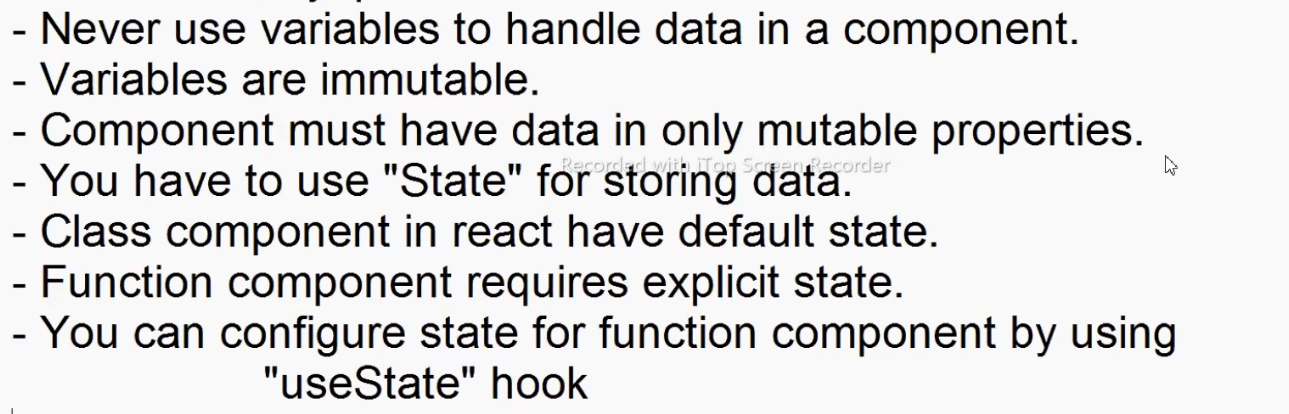 - Never use variables to handle data in a component.
- Variables are immutable.
- Component must have data in only mutable properties.
Recorded with iTop Screen Recorder
- You have to use "State" for storing data.
- Class component in react have default state.
- Function component requires explicit state.
- You can configure state for function component by using
"useState" hook